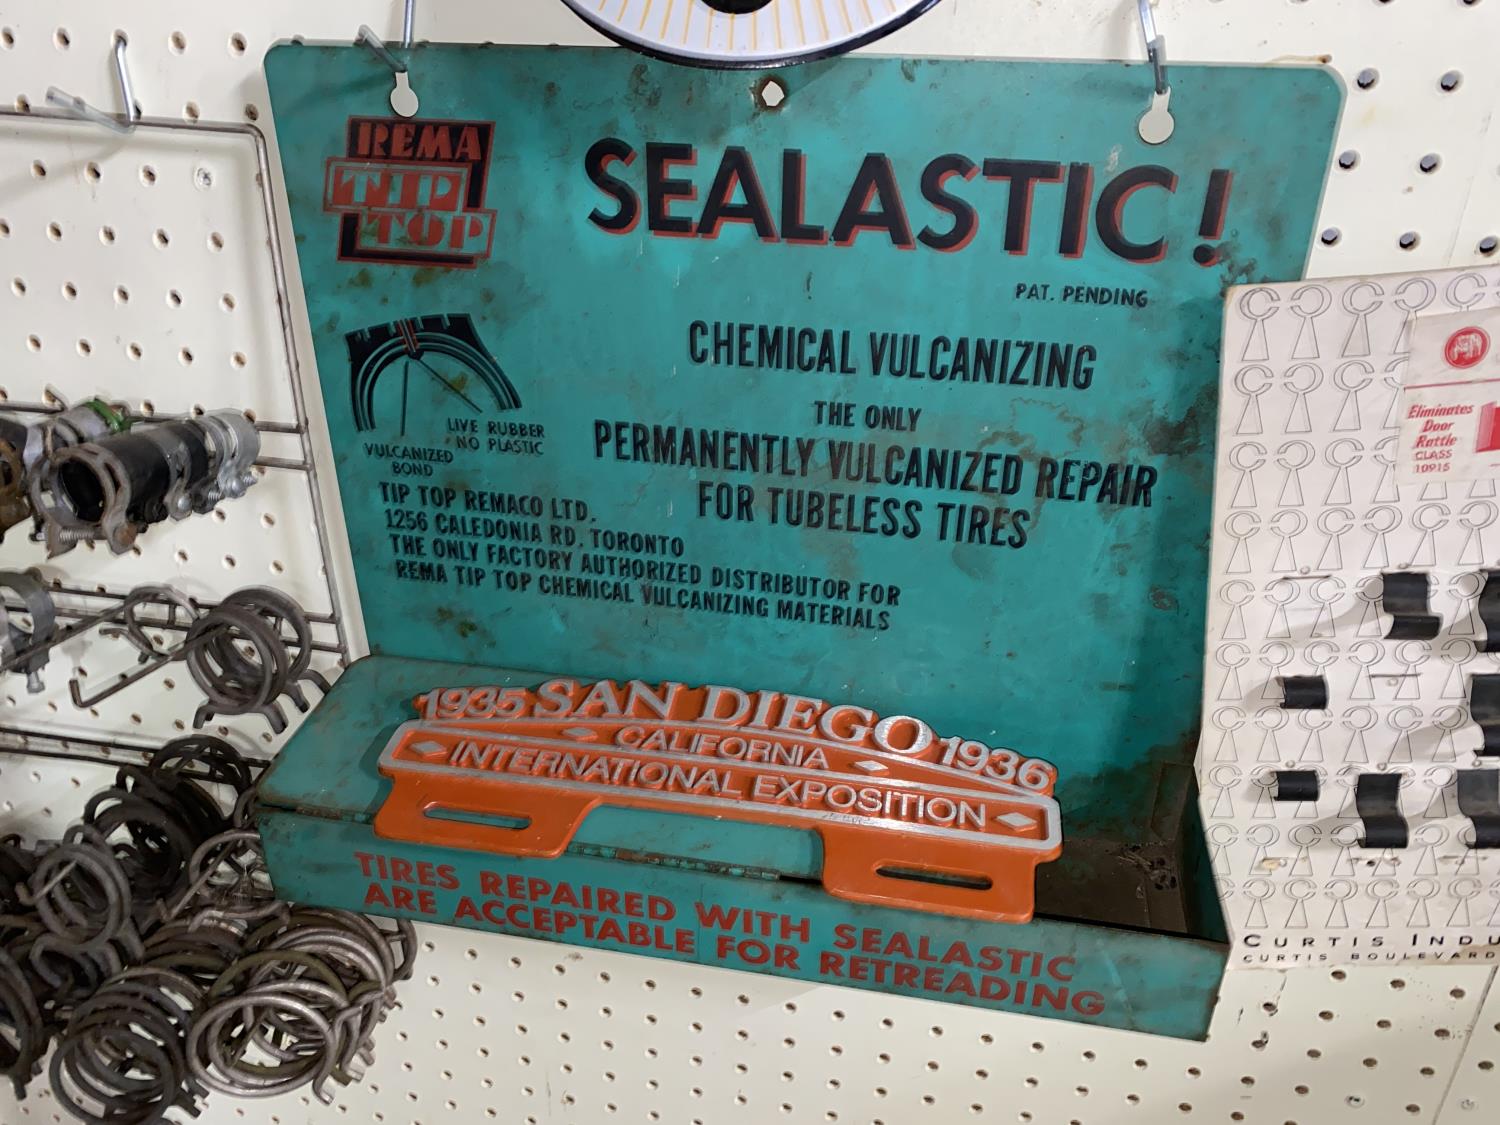 REMA
TIP
TOP
SEALASTIC!
PAT. PENDING
CHEMICAL VULCANIZING
THE ONLY
PERMANENTLY VULCANIZED REPAIR
FOR TUBELESS TIRES
LIVE RUBBER
NO PLASTIC
VULCANIZED
BOND
TIP TOP REMACO LTD.
1256 CALEDONIA RD. TORONTO
THE ONLY FACTORY AUTHORIZED DISTRIBUTOR FOR
REMA TIP TOP CHEMICAL VULCANIZING MATERIALS
1935 SAN DIEGO 1936
CALIFORNIA
INTERNATIONAL EXPOSITION
TIRES REPAIRED WITH SEALASTIC
ARE ACCEPTABLE FOR RETREADING
Eliminates
Door
Rattle
CLASS
10915
CURTIS INDU
CURTIS BOULEVARD